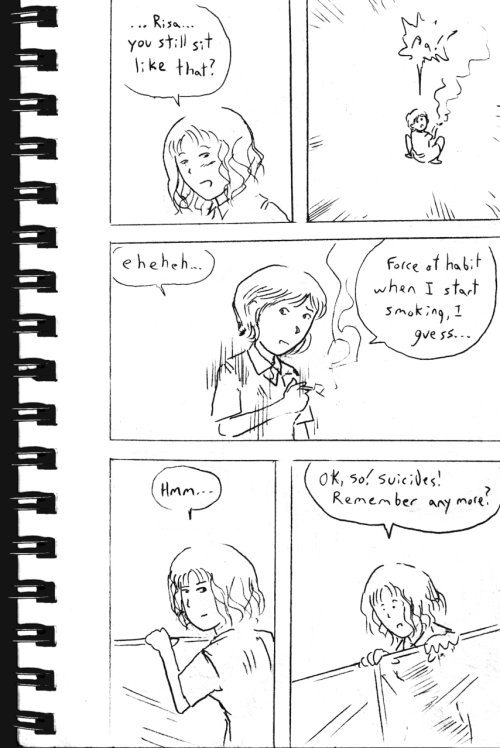 ... Risa...
you still sit
like that?
Aa!
eheheh...
Force of habit
when I start
smoking, I
guess...
Hmm...
OK, so! Suicides!
Remember any more?